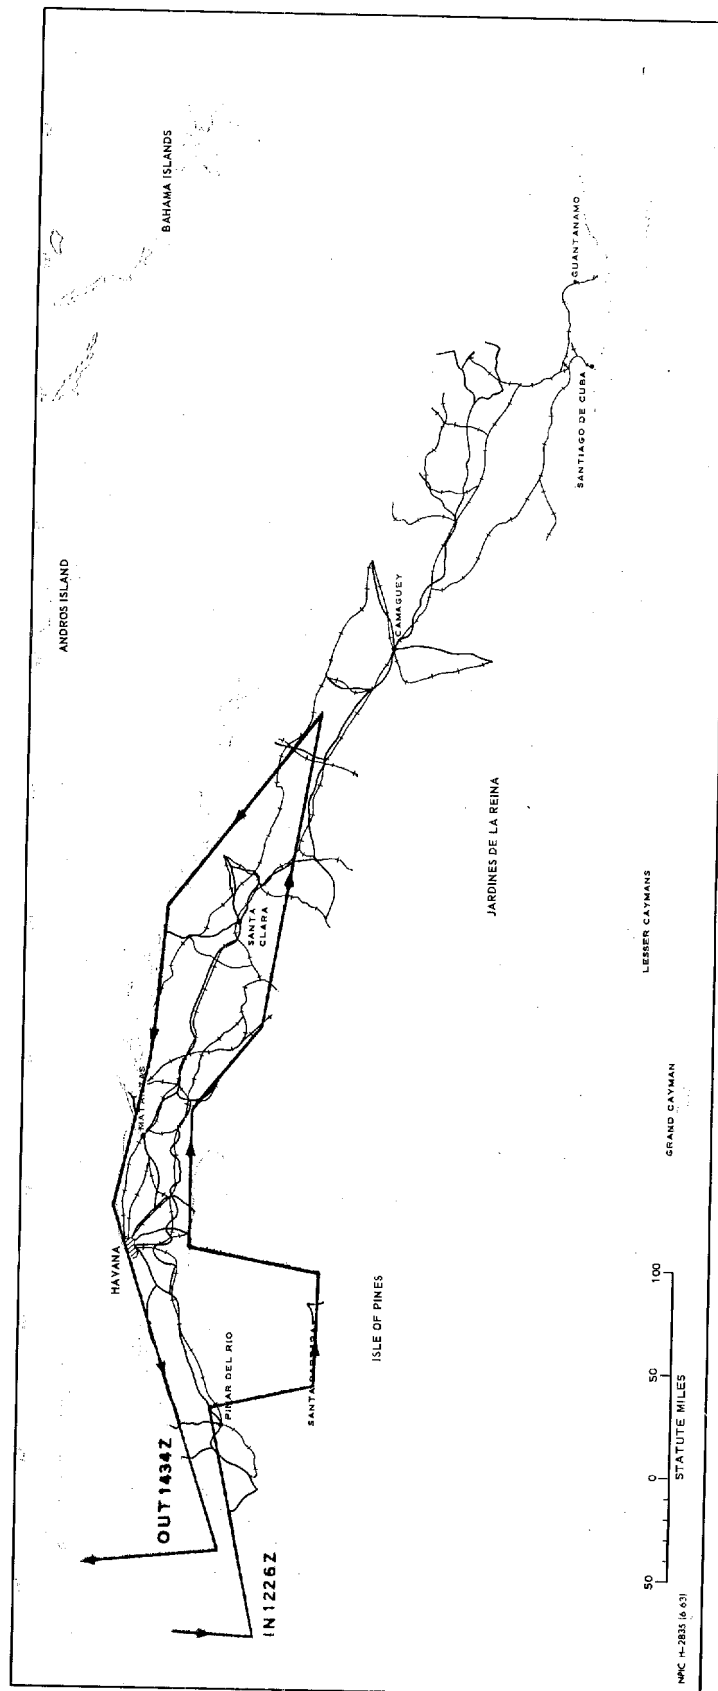 BAHAMA ISLANDS
ANDROS ISLAND
GUANTANAMO
SANTIAGO DE CUBA
CAMAGUEY
JARDINES DE LA REINA
SANTA
CLARA
LESSER CAYMANS
GRAND CAYMAN
MATANZAS
HAVANA
PINAR DEL RIO
ISLE OF PINES
OUT 1434Z
IN 1226Z
SANTA
50 0 50 100
STATUTE MILES
NPIC H-2835 (6 63)